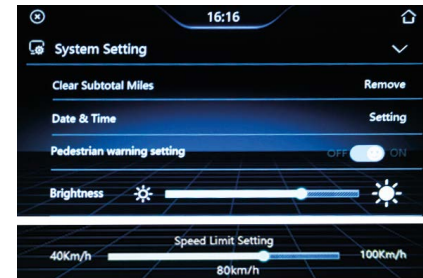 16:16
System Setting
Clear Subtotal Miles Remove
Date & Time Setting
Pedestrian warning setting OFF ON
Brightness
Speed Limit Setting
40Km/h 100Km/h
80km/h